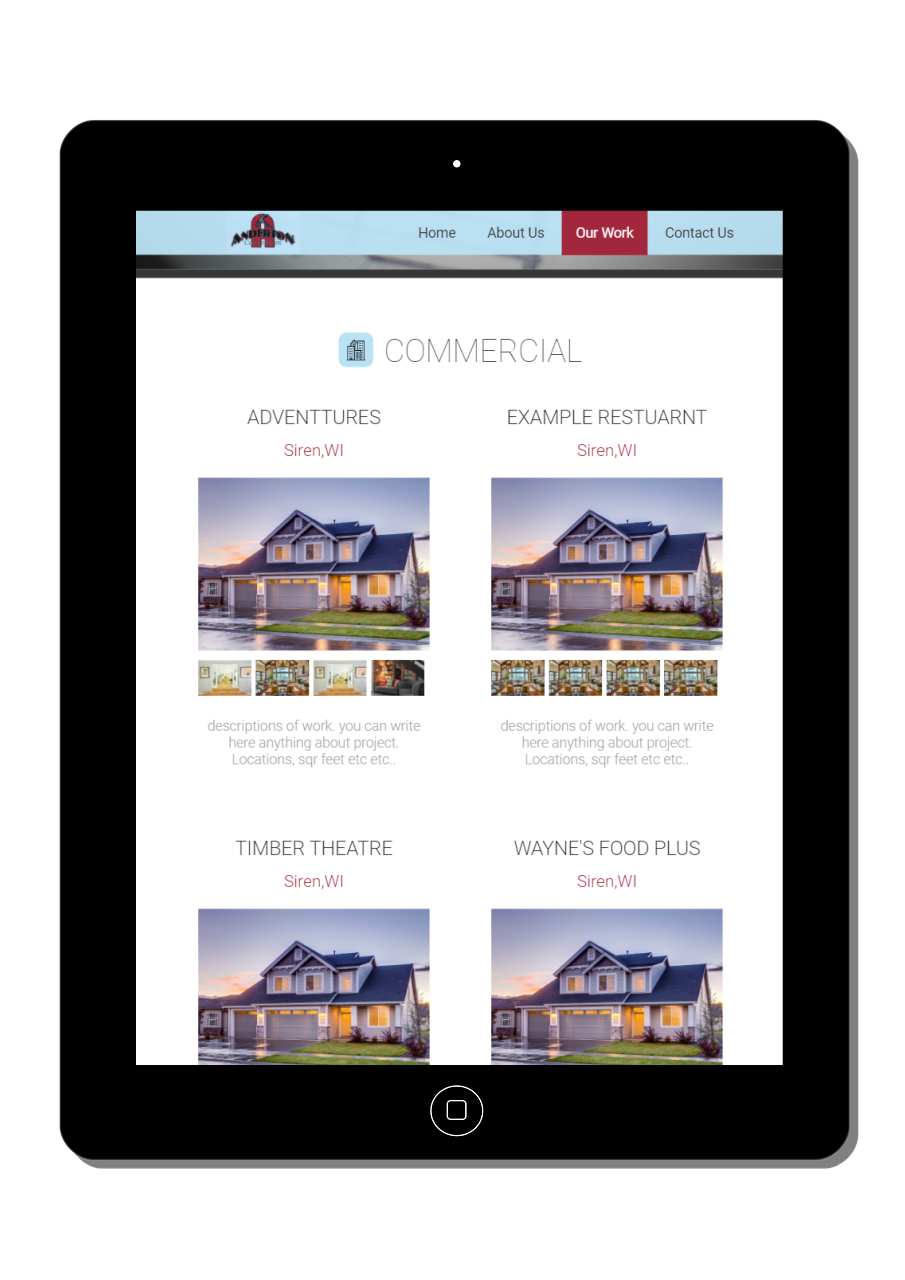 ANDERSON
Home About Us Our Work Contact Us
COMMERCIAL
ADVENTTURES
Siren,WI
descriptions of work. you can write
here anything about project.
Locations, sqr feet etc etc..
EXAMPLE RESTUARNT
Siren,WI
descriptions of work. you can write
here anything about project.
Locations, sqr feet etc etc..
TIMBER THEATRE
Siren,WI
WAYNE'S FOOD PLUS
Siren,WI